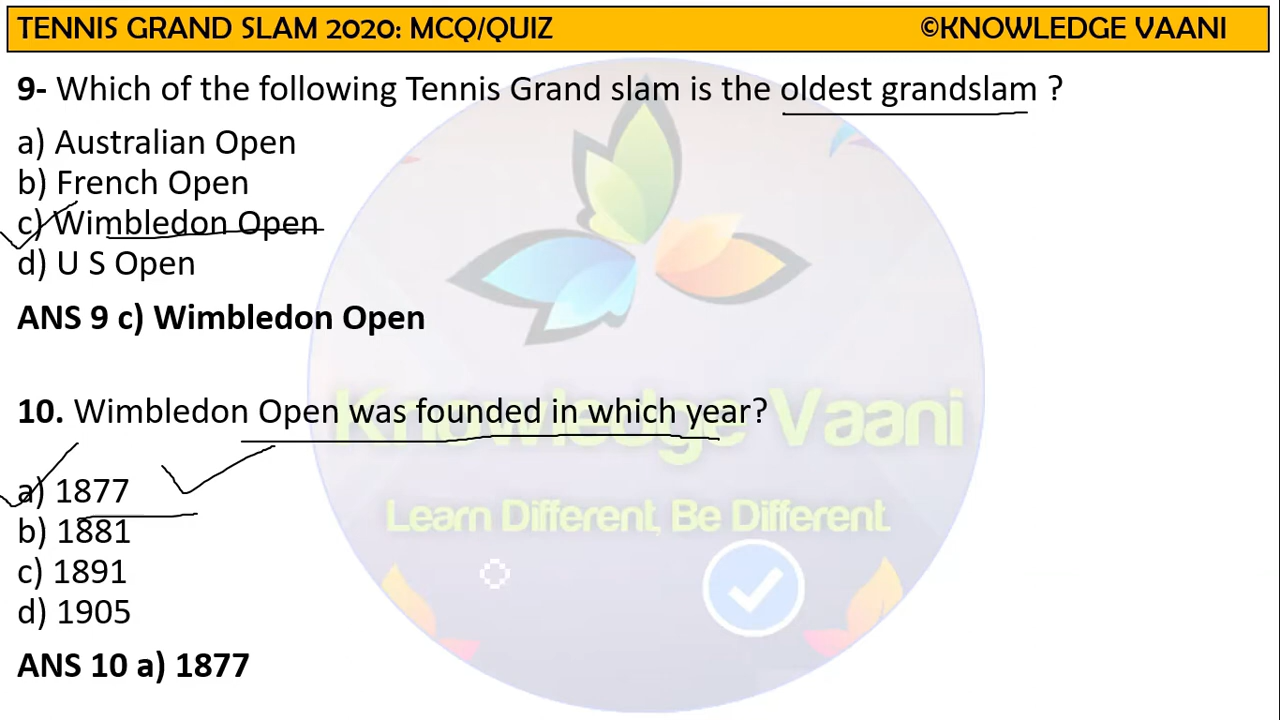 TENNIS GRAND SLAM 2020: MCQ/QUIZ ©KNOWLEDGE VAANI
9- Which of the following Tennis Grand slam is the oldest grandslam ?
a) Australian Open
b) French Open
c) Wimbledon Open
d) U S Open
ANS 9 c) Wimbledon Open
Knowledge Vaani
10. Wimbledon Open was founded in which year?
a) 1877
Learn Different, Be Different
b) 1881
c) 1891
d) 1905
ANS 10 a) 1877